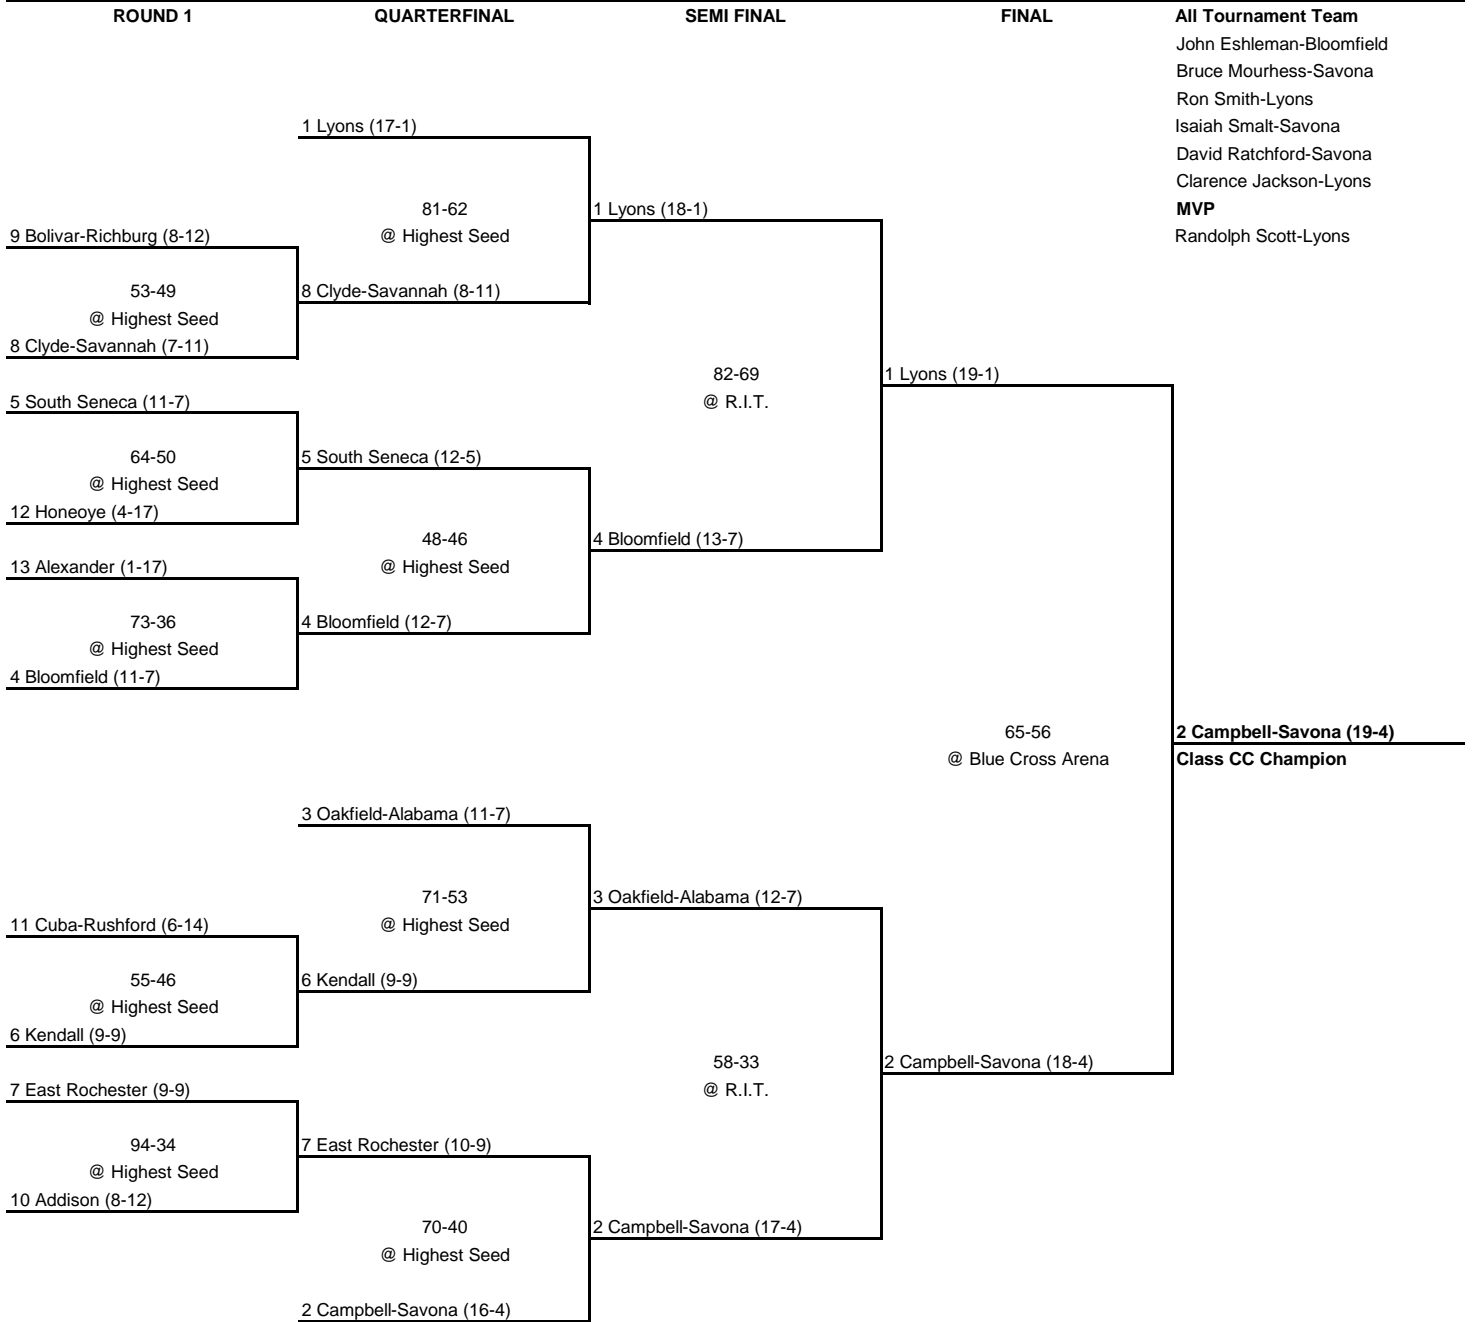 ROUND 1 QUARTERFINAL SEMI FINAL FINAL All Tournament Team
John Eshleman-Bloomfield
Bruce Mourhess-Savona
Ron Smith-Lyons
1 Lyons (17-1) Isaiah Smalt-Savona
David Ratchford-Savona
Clarence Jackson-Lyons
81-62 1 Lyons (18-1) MVP
9 Bolivar-Richburg (8-12) @ Highest Seed Randolph Scott-Lyons
53-49 8 Clyde-Savannah (8-11)
@ Highest Seed
8 Clyde-Savannah (7-11)
82-69 1 Lyons (19-1)
5 South Seneca (11-7) @ R.I.T.
64-50 5 South Seneca (12-5)
@ Highest Seed
12 Honeoye (4-17)
48-46 4 Bloomfield (13-7)
13 Alexander (1-17) @ Highest Seed
73-36 4 Bloomfield (12-7)
@ Highest Seed
4 Bloomfield (11-7)
65-56 2 Campbell-Savona (19-4)
@ Blue Cross Arena Class CC Champion
3 Oakfield-Alabama (11-7)
71-53 3 Oakfield-Alabama (12-7)
11 Cuba-Rushford (6-14) @ Highest Seed
55-46 6 Kendall (9-9)
@ Highest Seed
6 Kendall (9-9)
58-33 2 Campbell-Savona (18-4)
7 East Rochester (9-9) @ R.I.T.
94-34 7 East Rochester (10-9)
@ Highest Seed
10 Addison (8-12)
70-40 2 Campbell-Savona (17-4)
@ Highest Seed
2 Campbell-Savona (16-4)